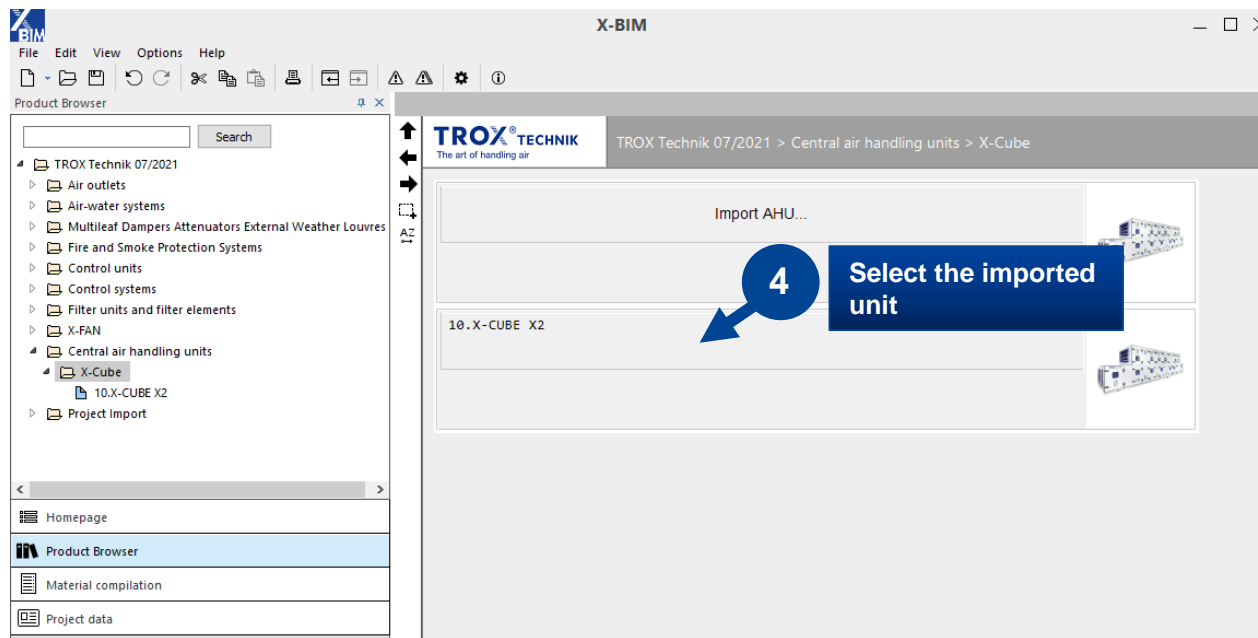 X-BIM
X BIM
File Edit View Options Help
Product Browser
Search
TROX Technik 07/2021
Air outlets
Air-water systems
Multileaf Dampers Attenuators External Weather Louvres
Fire and Smoke Protection Systems
Control units
Control systems
Filter units and filter elements
X-FAN
Central air handling units
X-Cube
10.X-CUBE X2
Project Import
Homepage
Product Browser
Material compilation
Project data
AZ
TROX® TECHNIK
The art of handling air
TROX Technik 07/2021 > Central air handling units > X-Cube
Import AHU...
4
Select the imported
unit
10.X-CUBE X2